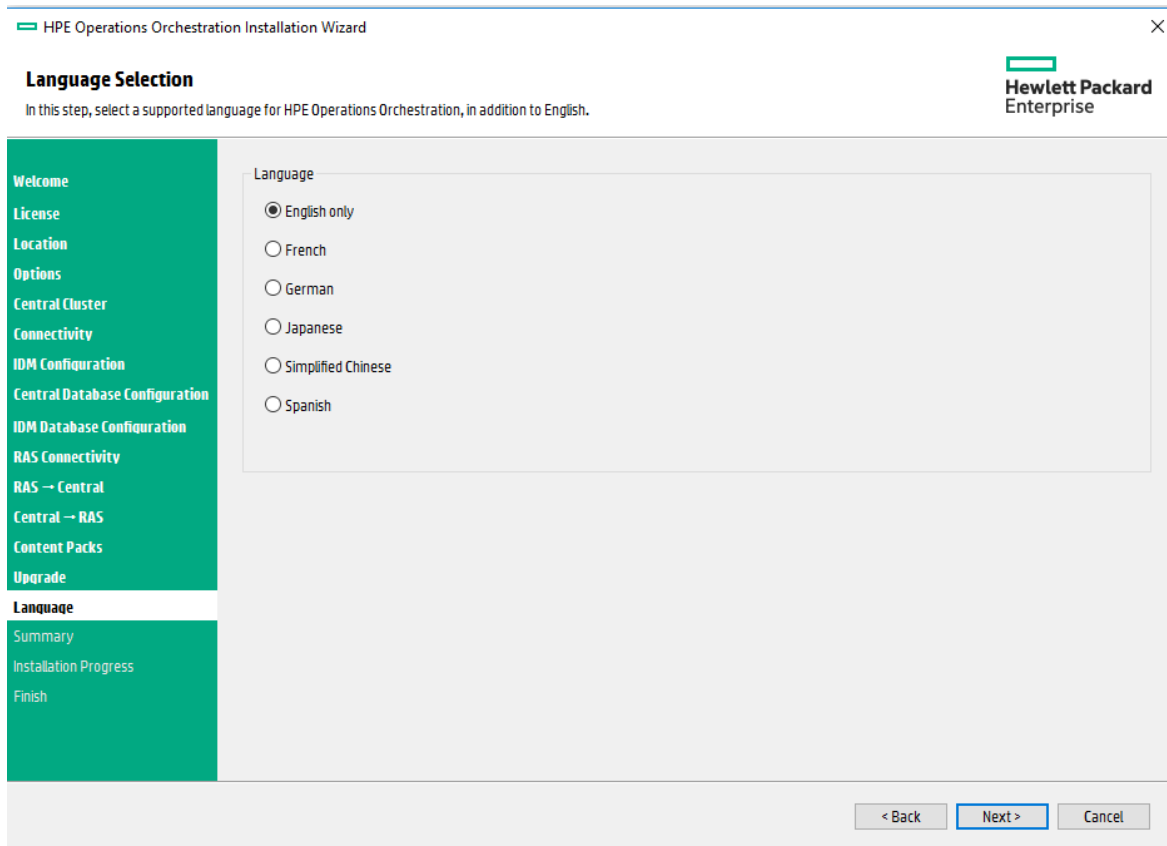 HPE Operations Orchestration Installation Wizard
Language Selection
In this step, select a supported language for HPE Operations Orchestration, in addition to English.
Hewlett Packard
Enterprise
Welcome
License
Location
Options
Central Cluster
Connectivity
IDM Configuration
Central Database Configuration
IDM Database Configuration
RAS Connectivity
RAS → Central
Central → RAS
Content Packs
Upgrade
Language
Summary
Installation Progress
Finish
Language
English only
French
German
Japanese
Simplified Chinese
Spanish
< Back
Next >
Cancel